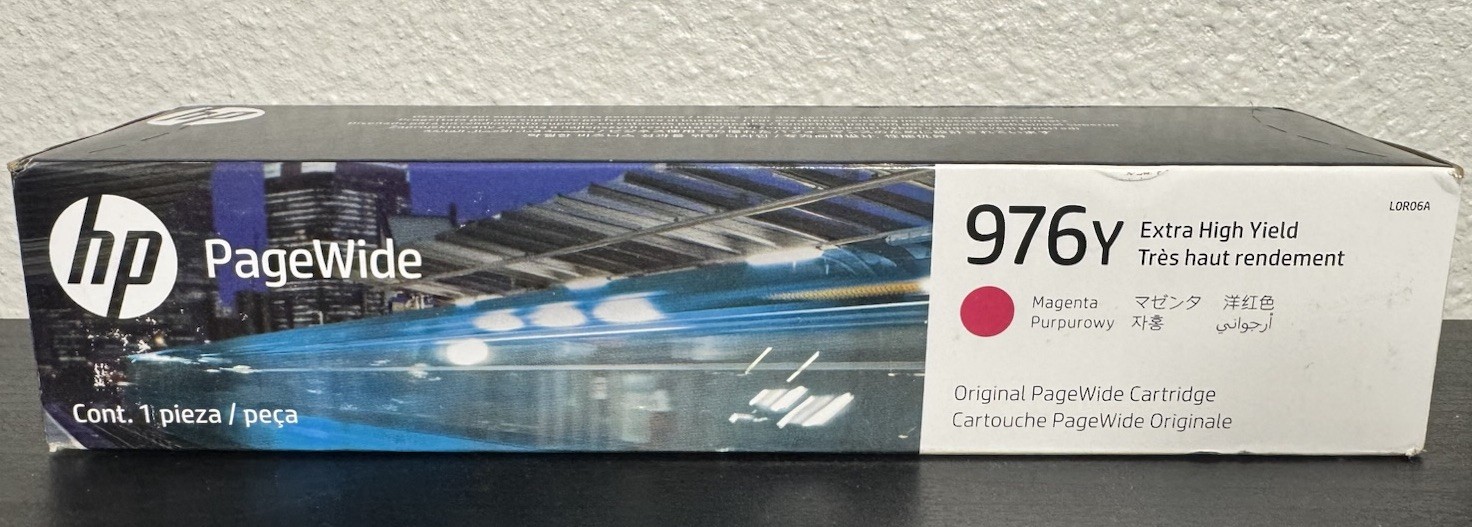 hp
hp
PageWide
Cont. 1 pieza / peça
976Y
Extra High Yield
Très haut rendement
L0R06A
Magenta マゼンタ 洋红色
Purpurowy 자홍 أرجواني
Original PageWide Cartridge
Cartouche PageWide Originale